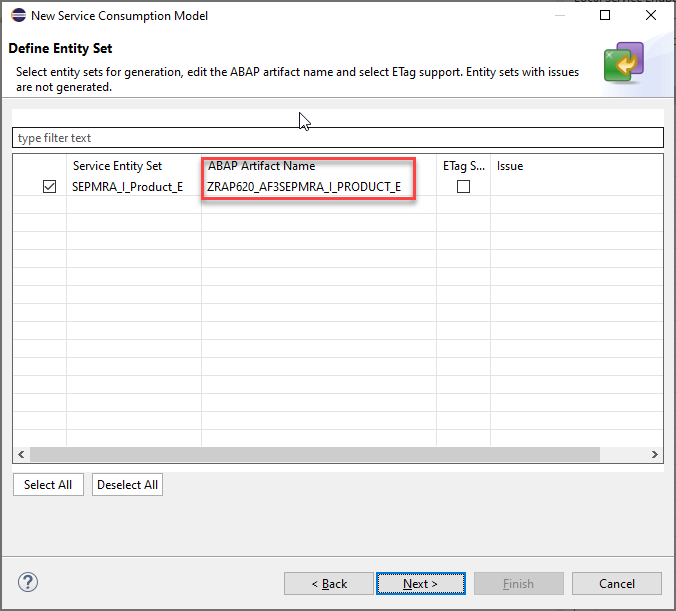 New Service Consumption Model
Define Entity Set
Select entity sets for generation, edit the ABAP artifact name and select ETag support. Entity sets with issues
are not generated.
type filter text
Service Entity Set ABAP Artifact Name ETag S... Issue
SEPMRA_I_Product_E ZRAP620_AF3SEPMRA_I_PRODUCT_E
Select All Deselect All
? < Back Next > Finish Cancel